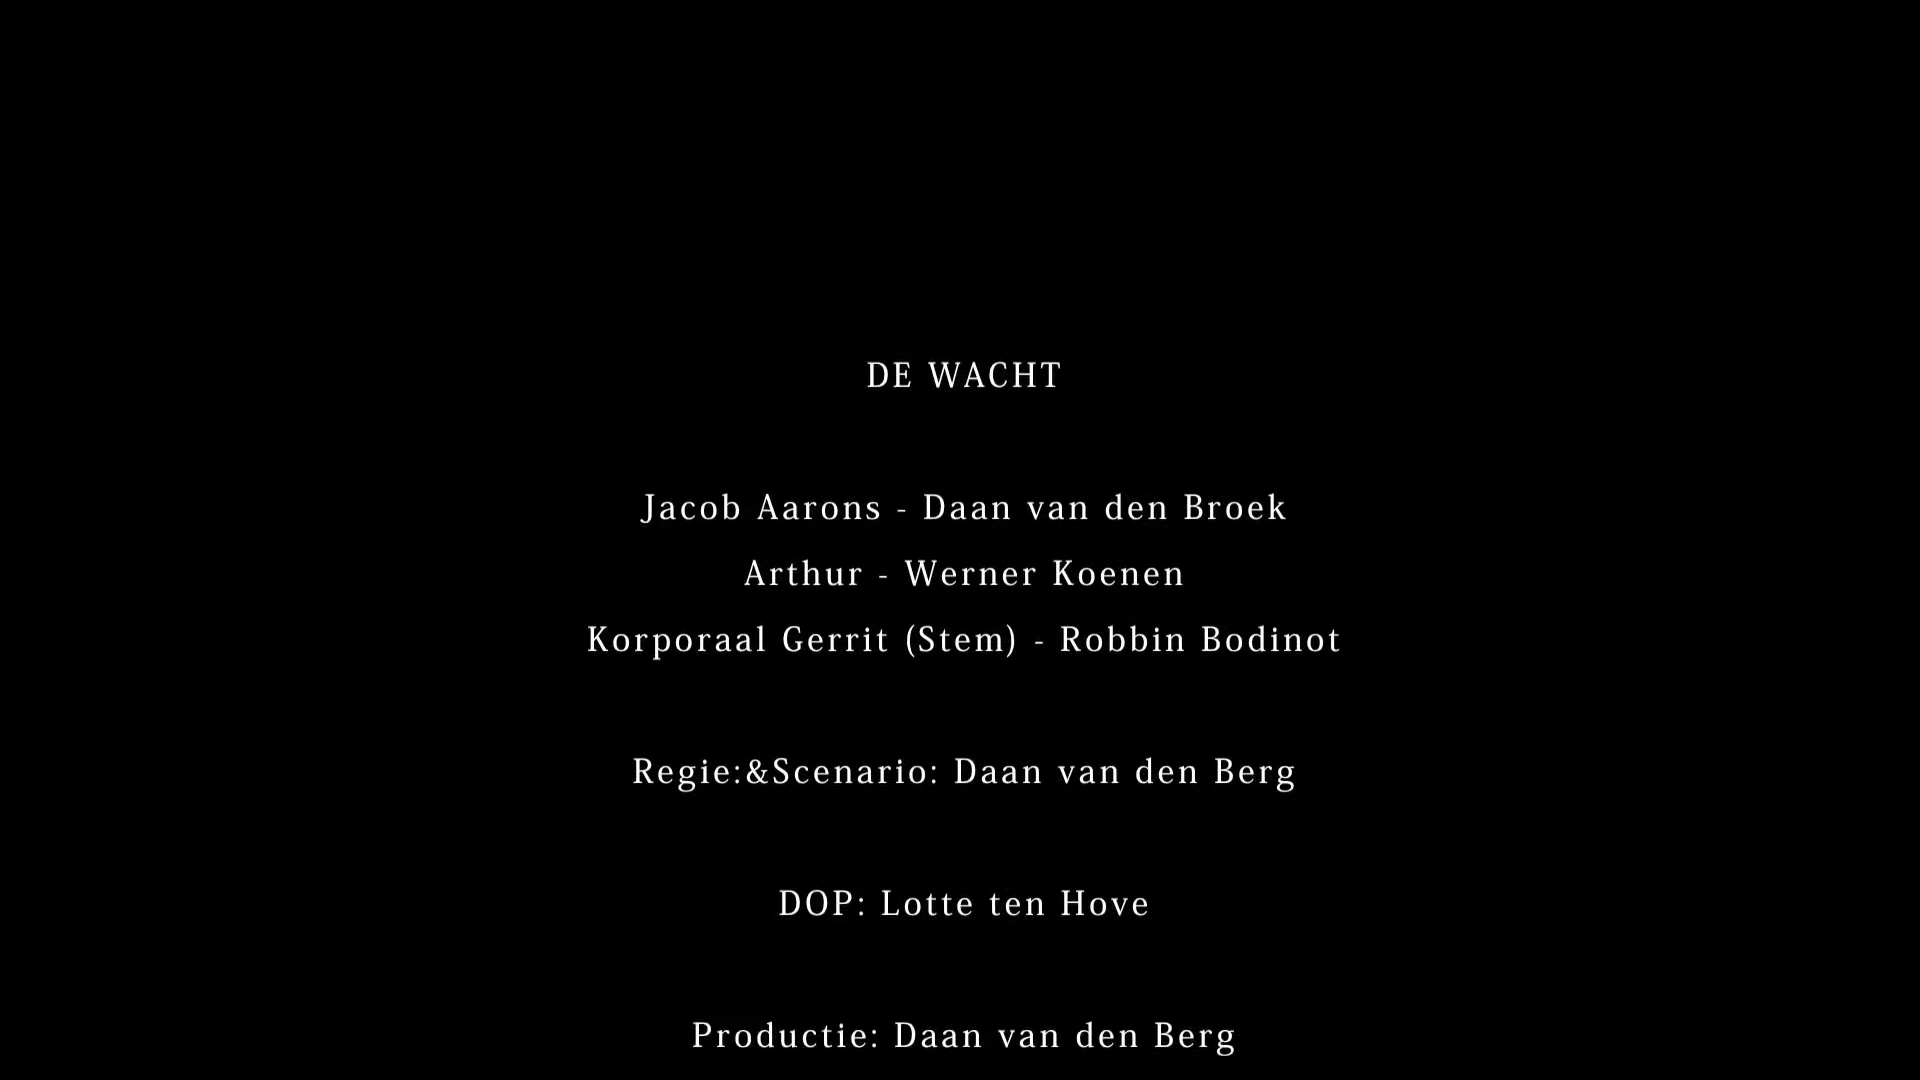 DE WACHT
Jacob Aarons - Daan van den Broek
Arthur - Werner Koenen
Korporaal Gerrit (Stem) - Robbin Bodinot
Regie:&Scenario: Daan van den Berg
DOP: Lotte ten Hove
Productie: Daan van den Berg